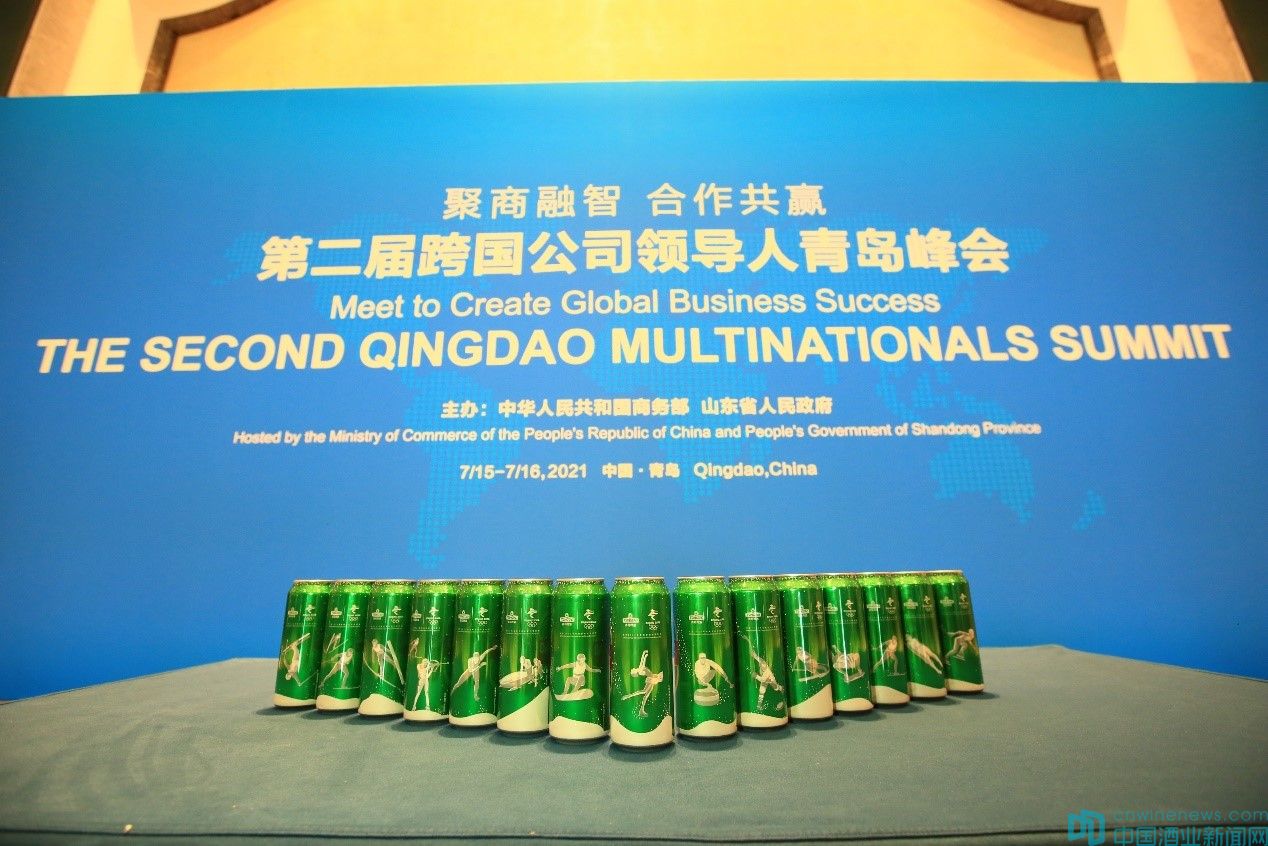 聚商融智 合作共赢
第二届跨国公司领导人青岛峰会
Meet to Create Global Business Success
THE SECOND QINGDAO MULTINATIONALS SUMMIT
主办：中华人民共和国商务部 山东省人民政府
Hosted by the Ministry of Commerce of the People's Republic of China and People's Government of Shandong Province
7/15-7/16,2021 中国·青岛 Qingdao,China
cnwinenews.com
中国酒业新闻网